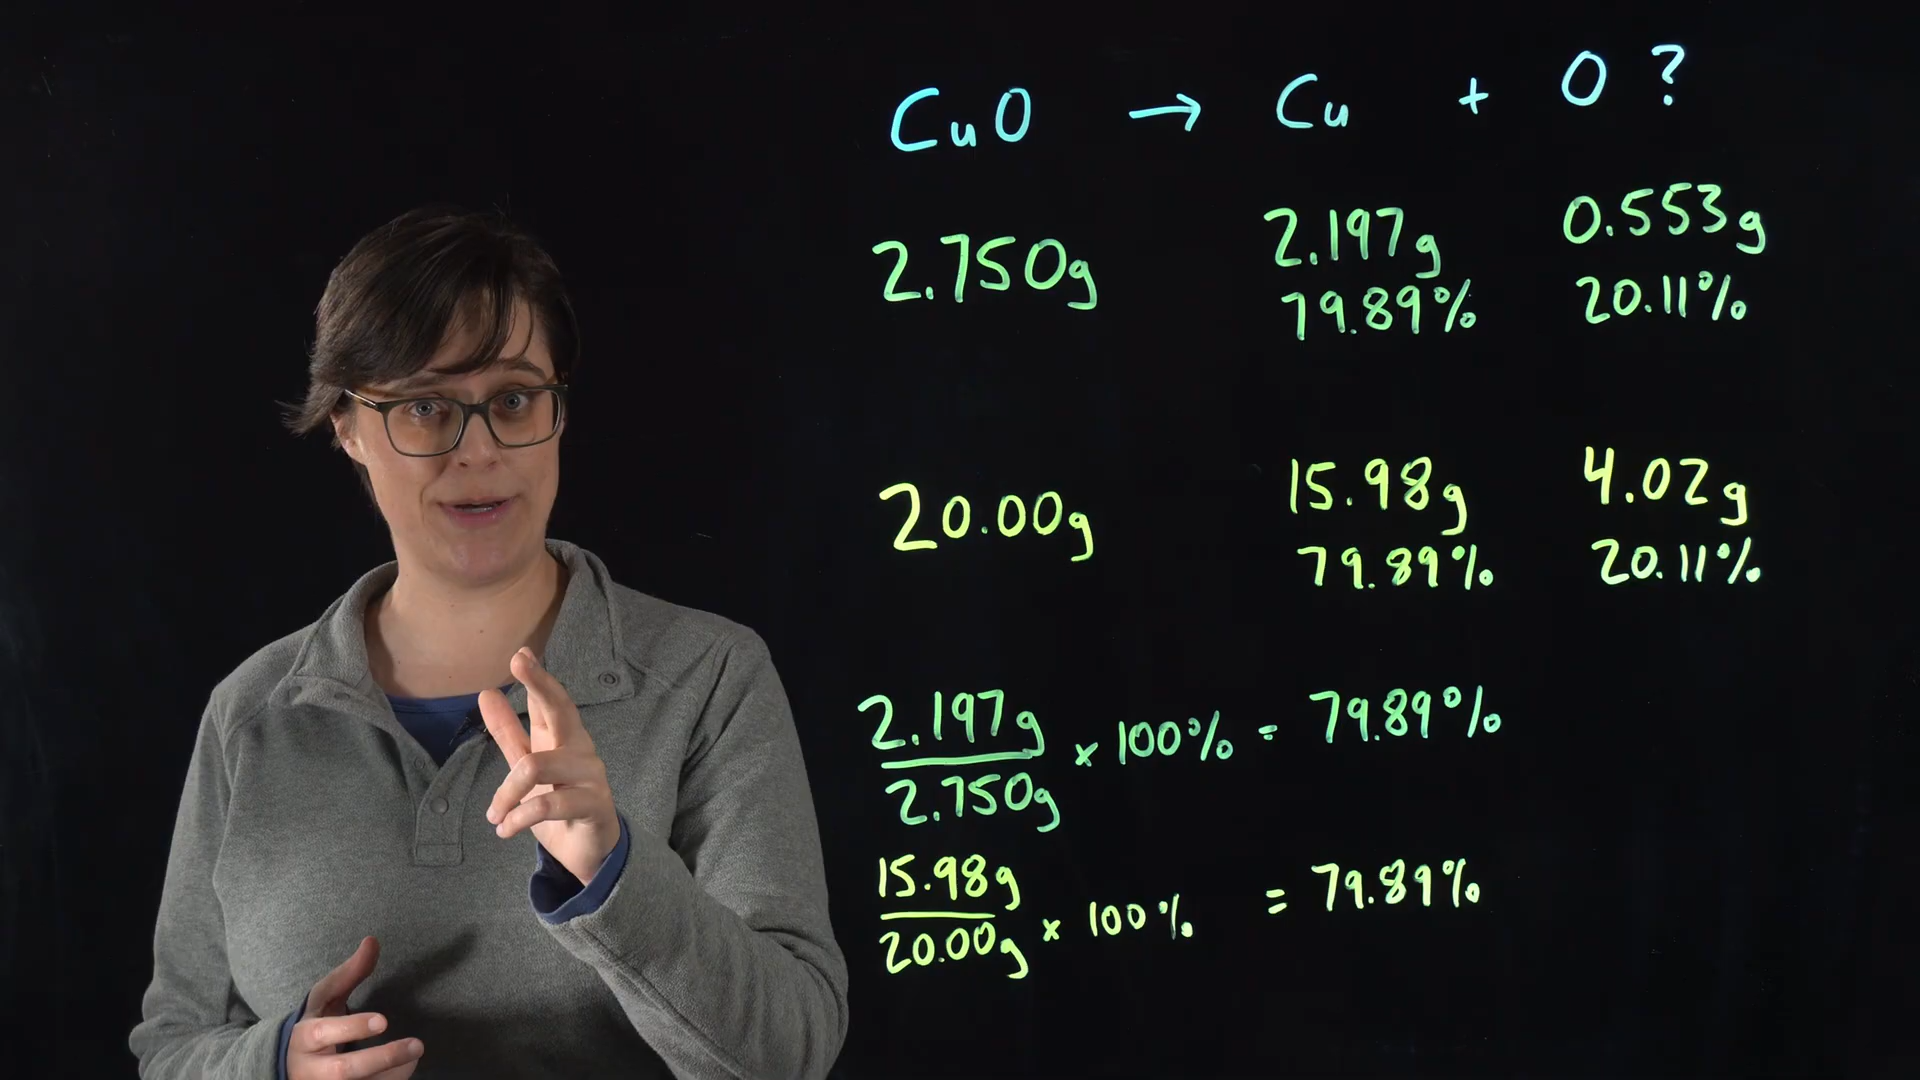 CuO → Cu + O ?
2.750g 2.197g 0.553g
79.89% 20.11%
20.00g 15.98g 4.02g
79.89% 20.11%
2.197g
2.750g
x 100% = 79.89%
15.98g
20.00g
x 100% = 79.89%